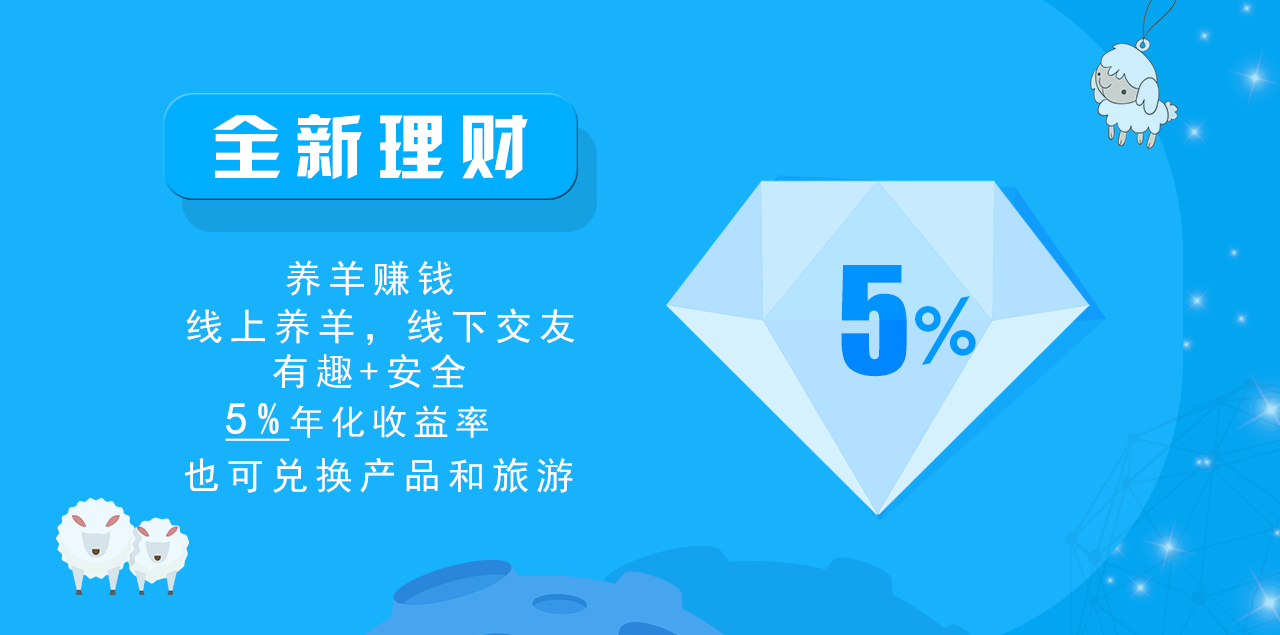 全新理财
养羊赚钱
线上养羊，线下交友
有趣+安全
5%年化收益率
也可兑换产品和旅游
5%